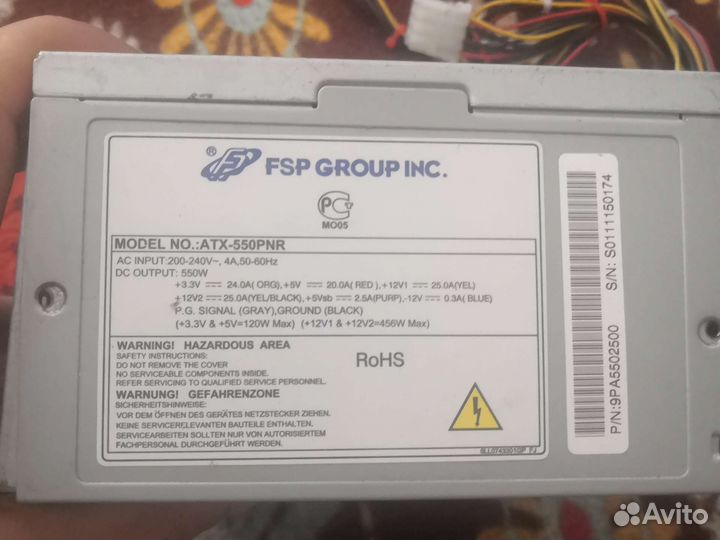 FSP GROUP INC.
MO05
MODEL NO.:ATX-550PNR
AC INPUT:200-240V~, 4A,50-60Hz
DC OUTPUT: 550W
+3.3V ⎓ 24.0A( ORG),+5V ⎓ 20.0A( RED ),+12V1 ⎓ 25.0A(YEL)
+12V2 ⎓ 25.0A(YEL/BLACK),+5Vsb ⎓ 2.5A(PURP),-12V ⎓ 0.3A( BLUE)
P.G. SIGNAL (GRAY),GROUND (BLACK)
(+3.3V & +5V=120W Max) (+12V1 & +12V2=456W Max)
WARNING! HAZARDOUS AREA
SAFETY INSTRUCTIONS:
DO NOT REMOVE THE COVER
NO SERVICEABLE COMPONENTS INSIDE.
REFER SERVICING TO QUALIFIED SERVICE PERSONNEL.
RoHS
WARNUNG! GEFAHRENZONE
SICHERHEITSHINWEISE:
VOR DEM ÖFFNEN DES GERÄTES NETZSTECKER ZIEHEN.
KEINE SERVICERELEVANTEN BAUTEILE ENTHALTEN.
SERVICEARBEITEN SOLLTEN NUR VON AUTORISIERTEM
FACHPERSONAL DURCHGEFÜHRT WERDEN.
S/N: S0111150174
P/N:9PA5502500
Avito